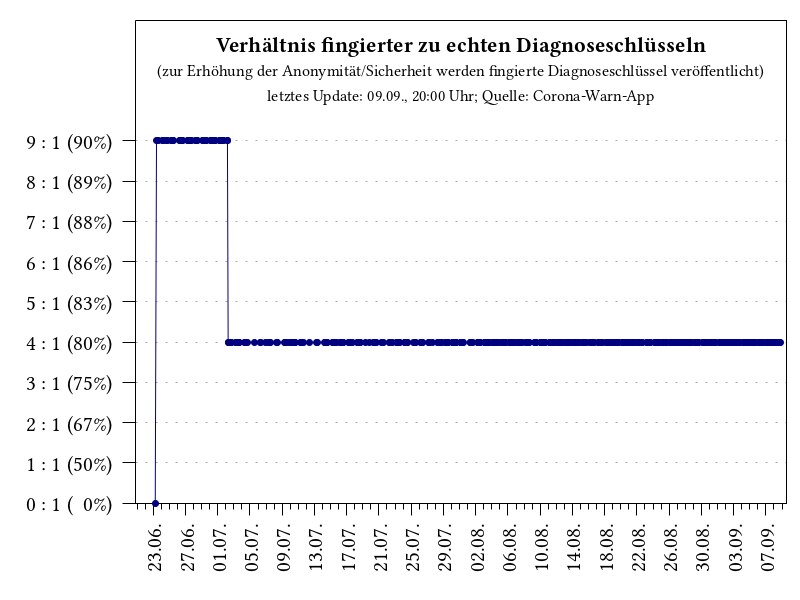 Verhältnis fingierter zu echten Diagnoseschlüsseln
(zur Erhöhung der Anonymität/Sicherheit werden fingierte Diagnoseschlüssel veröffentlicht)
letztes Update: 09.09., 20:00 Uhr; Quelle: Corona-Warn-App
9 : 1 (90%)
8 : 1 (89%)
7 : 1 (88%)
6 : 1 (86%)
5 : 1 (83%)
4 : 1 (80%)
3 : 1 (75%)
2 : 1 (67%)
1 : 1 (50%)
0 : 1 (  0%)
23.06.
27.06.
01.07.
05.07.
09.07.
13.07.
17.07.
21.07.
25.07.
29.07.
02.08.
06.08.
10.08.
14.08.
18.08.
22.08.
26.08.
30.08.
03.09.
07.09.